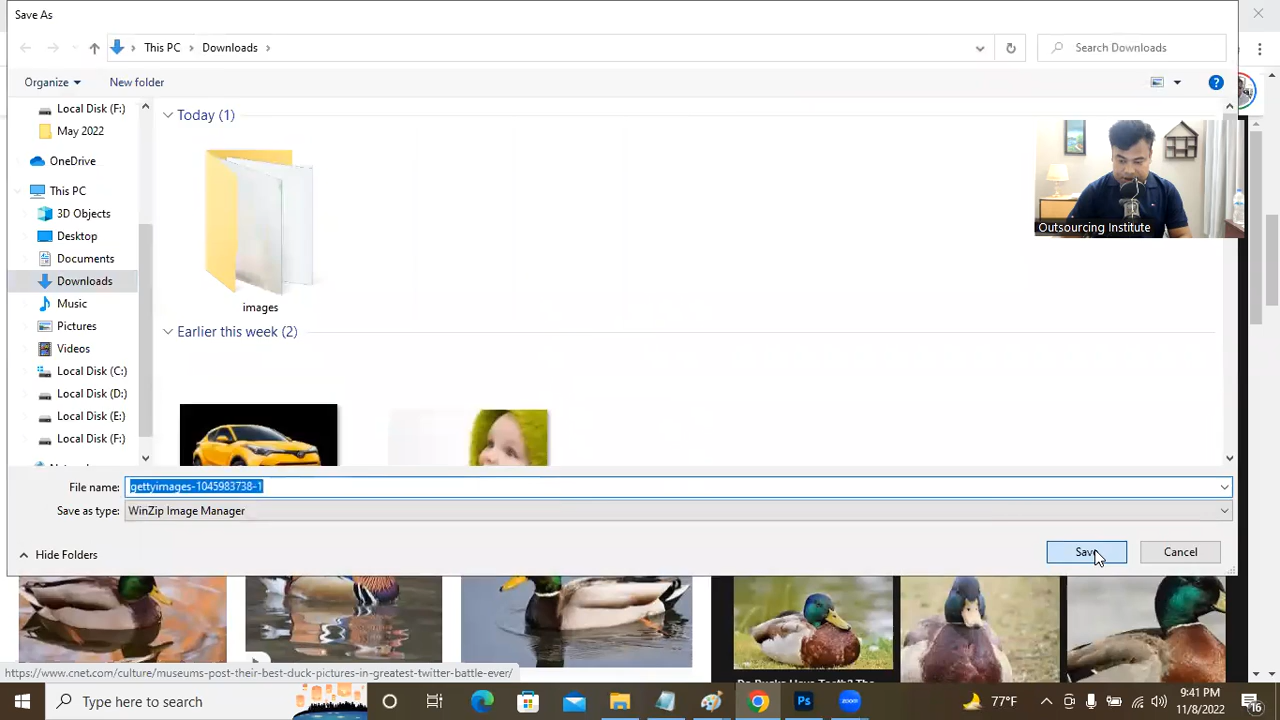 Save As
This PC
Downloads
Search Downloads
Organize
New folder
Local Disk (F:)
May 2022
OneDrive
This PC
3D Objects
Desktop
Documents
Downloads
Music
Pictures
Videos
Local Disk (C:)
Local Disk (D:)
Local Disk (E:)
Local Disk (F:)
Today (1)
images
Earlier this week (2)
Outsourcing Institute
File name:
gettyimages-1045983738-1
Save as type:
WinZip Image Manager
Hide Folders
Save
Cancel
https://www.cnet.com/culture/museums-post-their-best-duck-pictures-in-greatest-twitter-battle-ever/
Type here to search
Ps
zoom
77°F
9:41 PM
11/8/2022
16